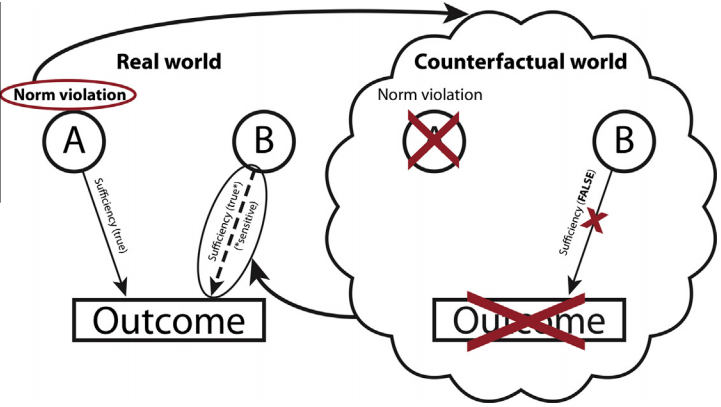 Real world
Counterfactual world
Norm violation
Norm violation
A
B
A
B
Sufficiency (true)
Sufficiency (true*)
(*sensitive)
Sufficiency (FALSE)
Outcome
Outcome